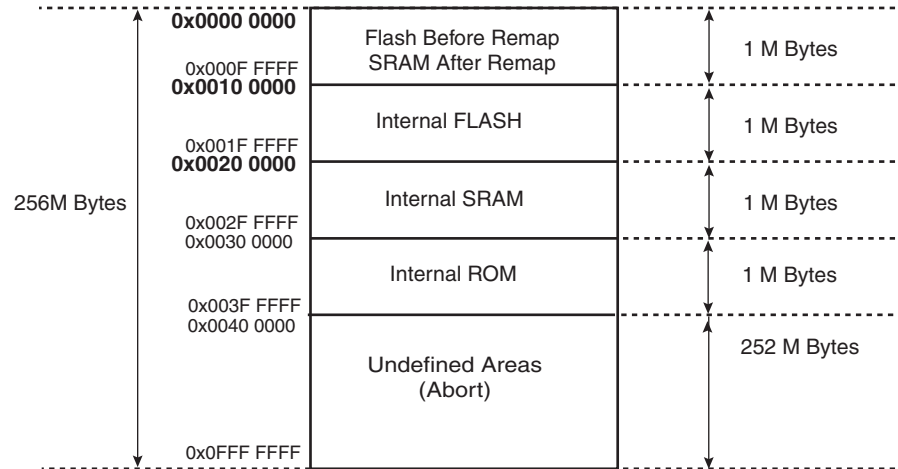 0x0000 0000
Flash Before Remap
SRAM After Remap
1 M Bytes
0x000F FFFF
0x0010 0000
Internal FLASH
1 M Bytes
0x001F FFFF
0x0020 0000
256M Bytes
Internal SRAM
1 M Bytes
0x002F FFFF
0x0030 0000
Internal ROM
1 M Bytes
0x003F FFFF
0x0040 0000
252 M Bytes
Undefined Areas
(Abort)
0x0FFF FFFF